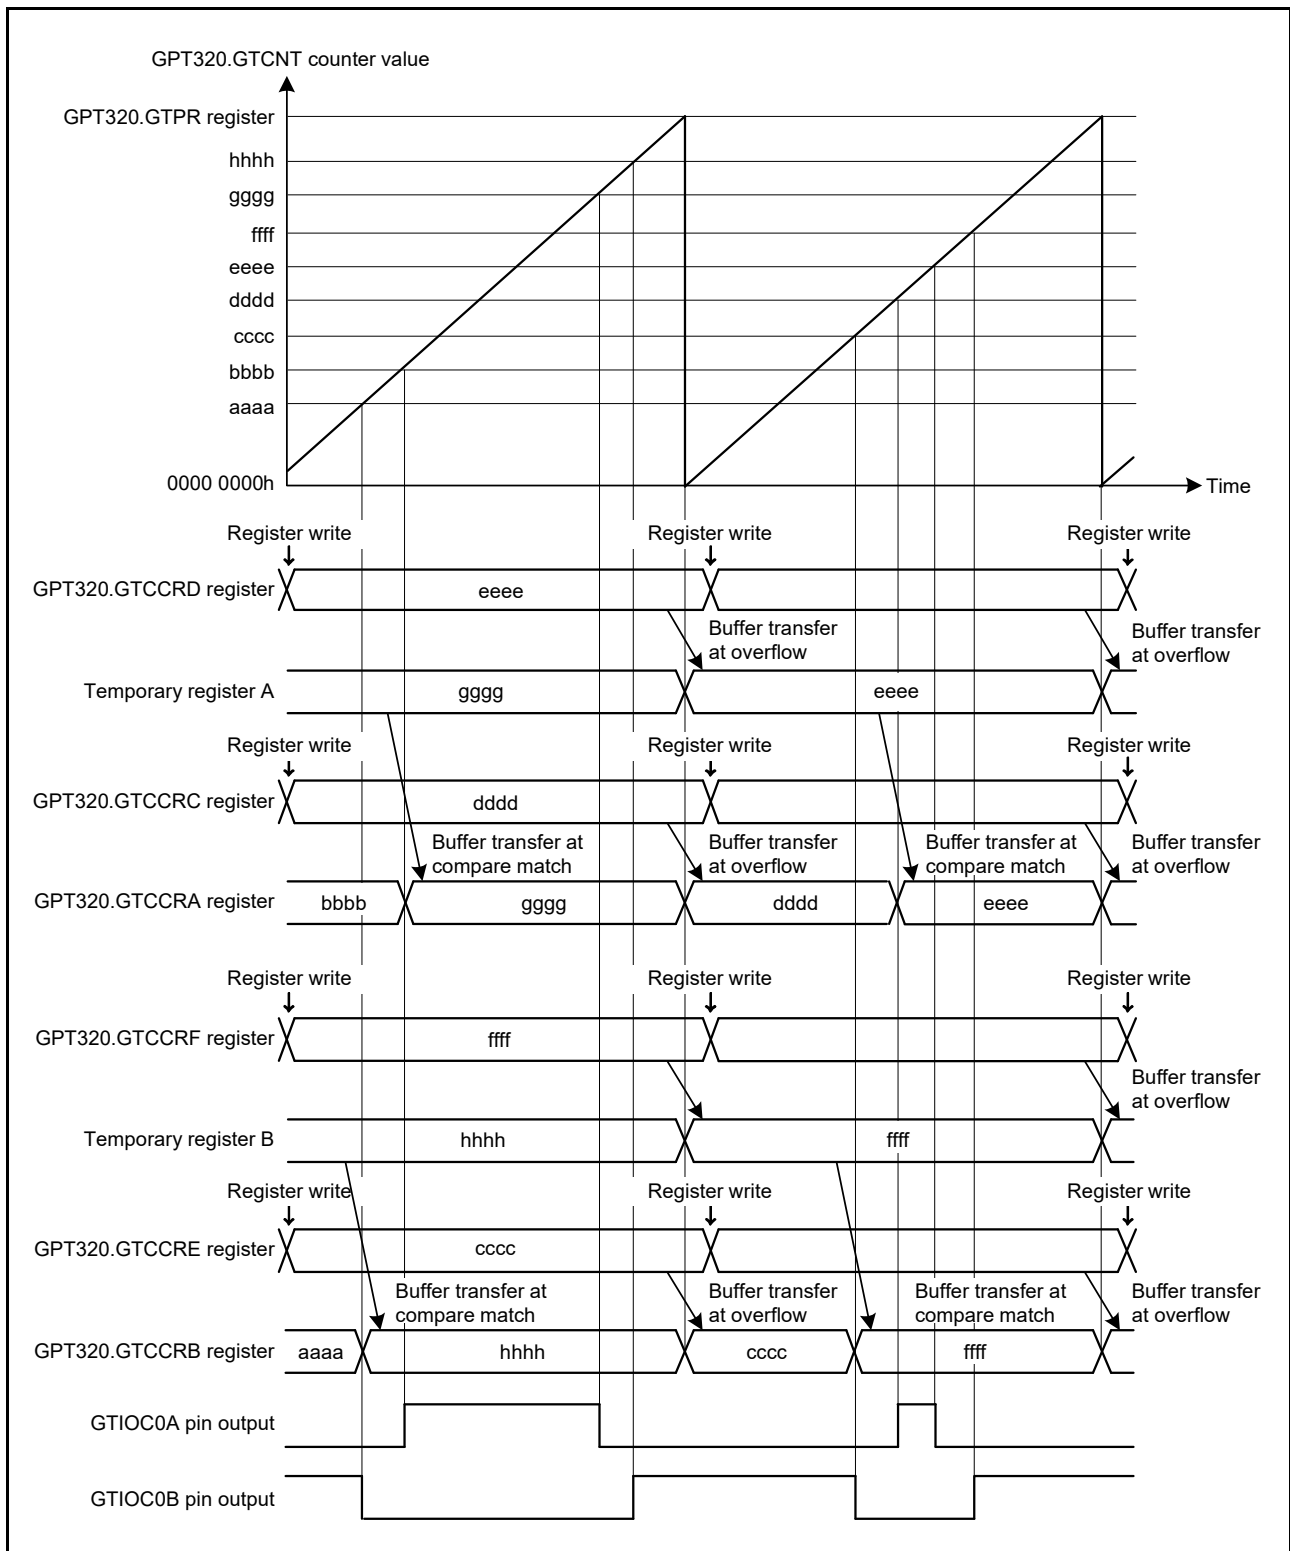 GPT320.GTCNT counter value
GPT320.GTPR register
hhhh
gggg
ffff
eeee
dddd
cccc
bbbb
aaaa
0000 0000h
Time
Register write Register write Register write
GPT320.GTCCRD register eeee
Buffer transfer
at overflow
Buffer transfer
at overflow
Temporary register A gggg eeee
Register write Register write Register write
GPT320.GTCCRC register dddd
Buffer transfer at
compare match
Buffer transfer
at overflow
Buffer transfer at
compare match
Buffer transfer
at overflow
GPT320.GTCCRA register bbbb gggg dddd eeee
Register write Register write Register write
GPT320.GTCCRF register ffff
Buffer transfer
at overflow
Temporary register B hhhh ffff
Register write Register write Register write
GPT320.GTCCRE register cccc
Buffer transfer at
compare match
Buffer transfer
at overflow
Buffer transfer at
compare match
Buffer transfer
at overflow
GPT320.GTCCRB register aaaa hhhh cccc ffff
GTIOC0A pin output
GTIOC0B pin output